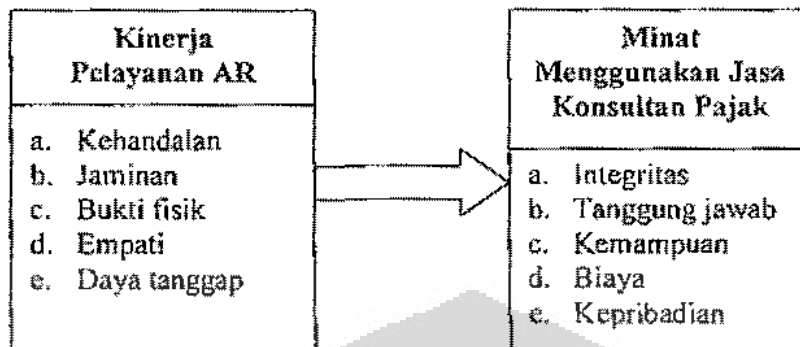 Kinerja
Pelayanan AR
a. Kehandalan
b. Jaminan
c. Bukti fisik
d. Empati
e. Daya tanggap
Minat
Menggunakan Jasa
Konsultan Pajak
a. Integritas
b. Tanggung jawab
c. Kemampuan
d. Biaya
e. Kepribadian